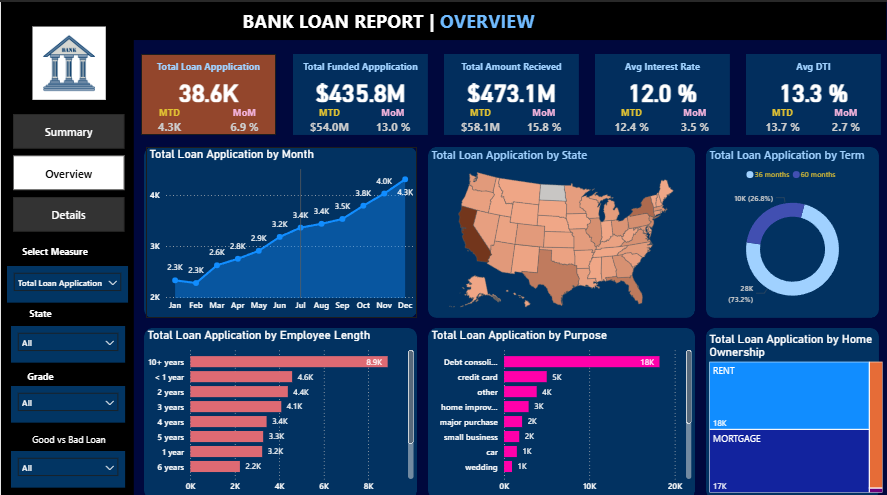 BANK LOAN REPORT | OVERVIEW
BANK
Summary
Overview
Details
Select Measure
Total Loan Application
State
All
Grade
All
Good vs Bad Loan
All
Total Loan Appplication
38.6K
MTD MoM
4.3K 6.9 %
Total Funded Appplication
$435.8M
MTD MoM
$54.0M 13.0 %
Total Amount Recieved
$473.1M
MTD MoM
$58.1M 15.8 %
Avg Interest Rate
12.0 %
MTD MoM
12.4 % 3.5 %
Avg DTI
13.3 %
MTD MoM
13.7 % 2.7 %
Total Loan Application by Month
4K
3K
2K
2.3K 2.3K 2.6K 2.8K 2.9K 3.2K 3.4K 3.4K 3.5K 3.8K 4.0K 4.3K
Jan Feb Mar Apr May Jun Jul Aug Sep Oct Nov Dec
Total Loan Application by State
Total Loan Application by Term
36 months 60 months
10K (26.8%)
28K
(73.2%)
Total Loan Application by Employee Length
10+ years 8.9K
< 1 year 4.6K
2 years 4.4K
3 years 4.1K
4 years 3.4K
5 years 3.3K
1 year 3.2K
6 years 2.2K
0K 2K 4K 6K 8K
Total Loan Application by Purpose
Debt consoli... 18K
credit card 5K
other 4K
home improv... 3K
major purchase 2K
small business 2K
car 1K
wedding 1K
0K 10K 20K
Total Loan Application by Home
Ownership
RENT
18K
MORTGAGE
17K